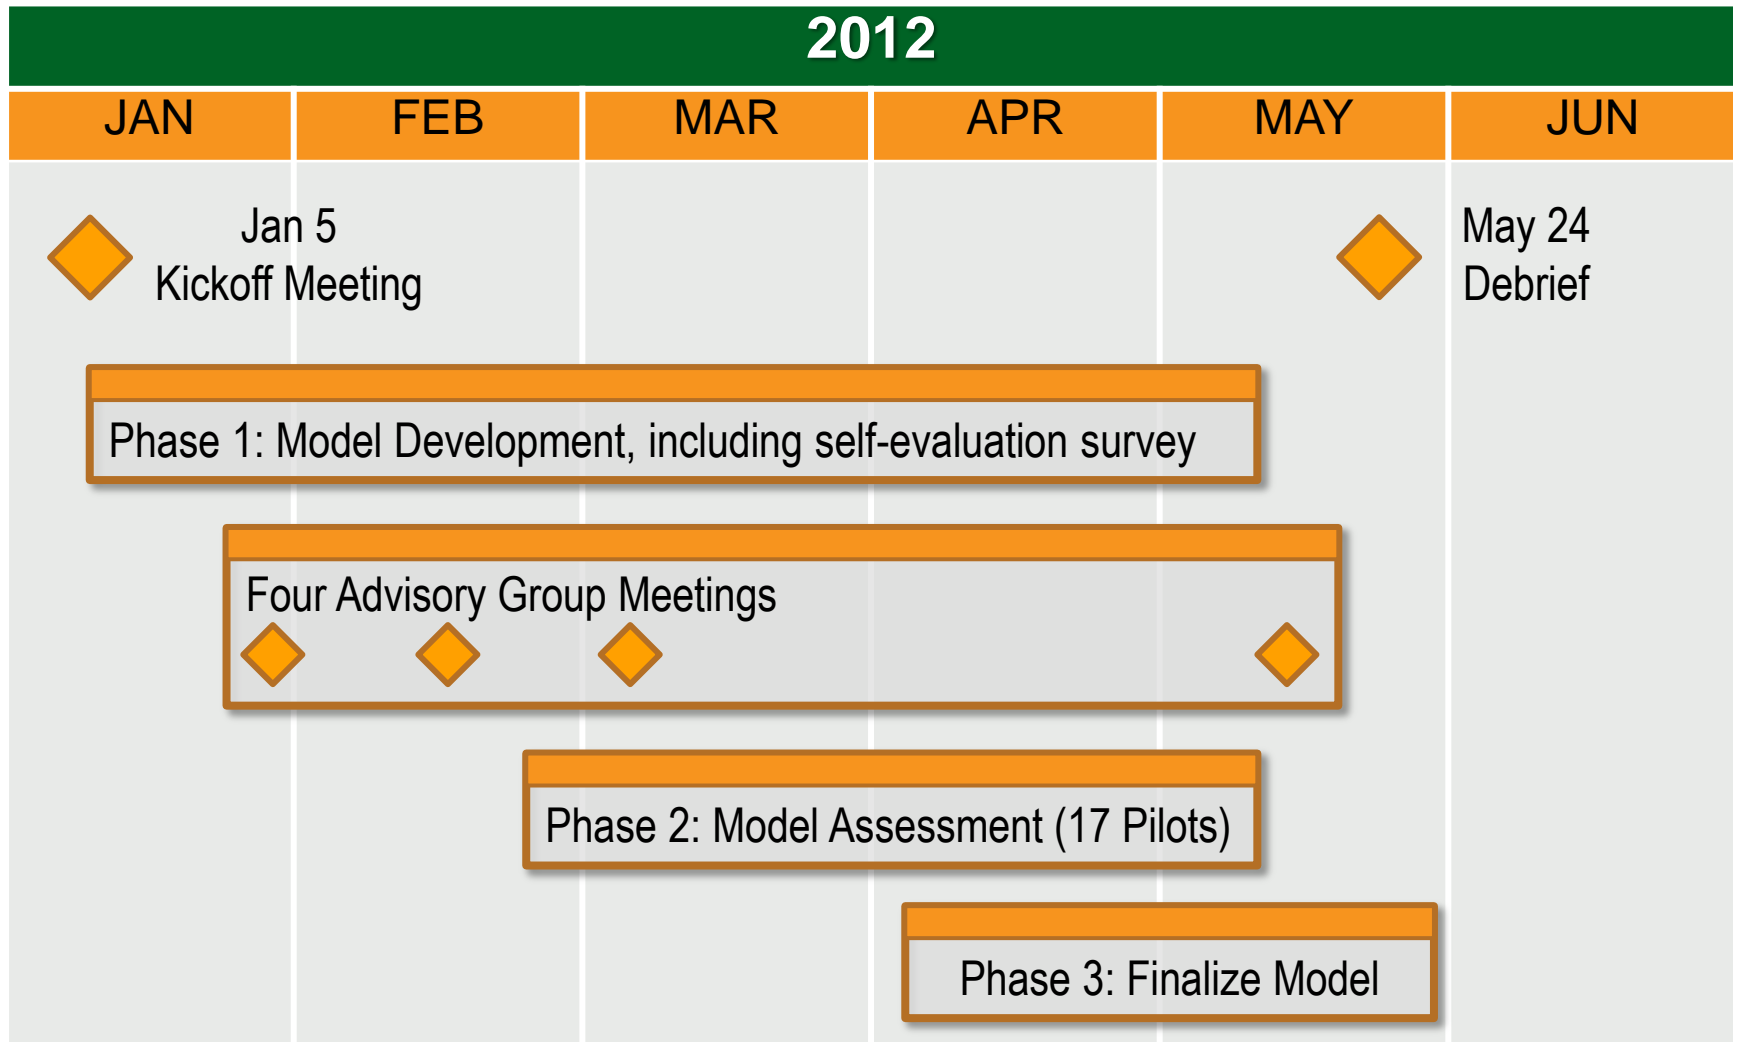 2012
JAN FEB MAR APR MAY JUN
Jan 5
Kickoff Meeting
May 24
Debrief
Phase 1: Model Development, including self-evaluation survey
Four Advisory Group Meetings
Phase 2: Model Assessment (17 Pilots)
Phase 3: Finalize Model